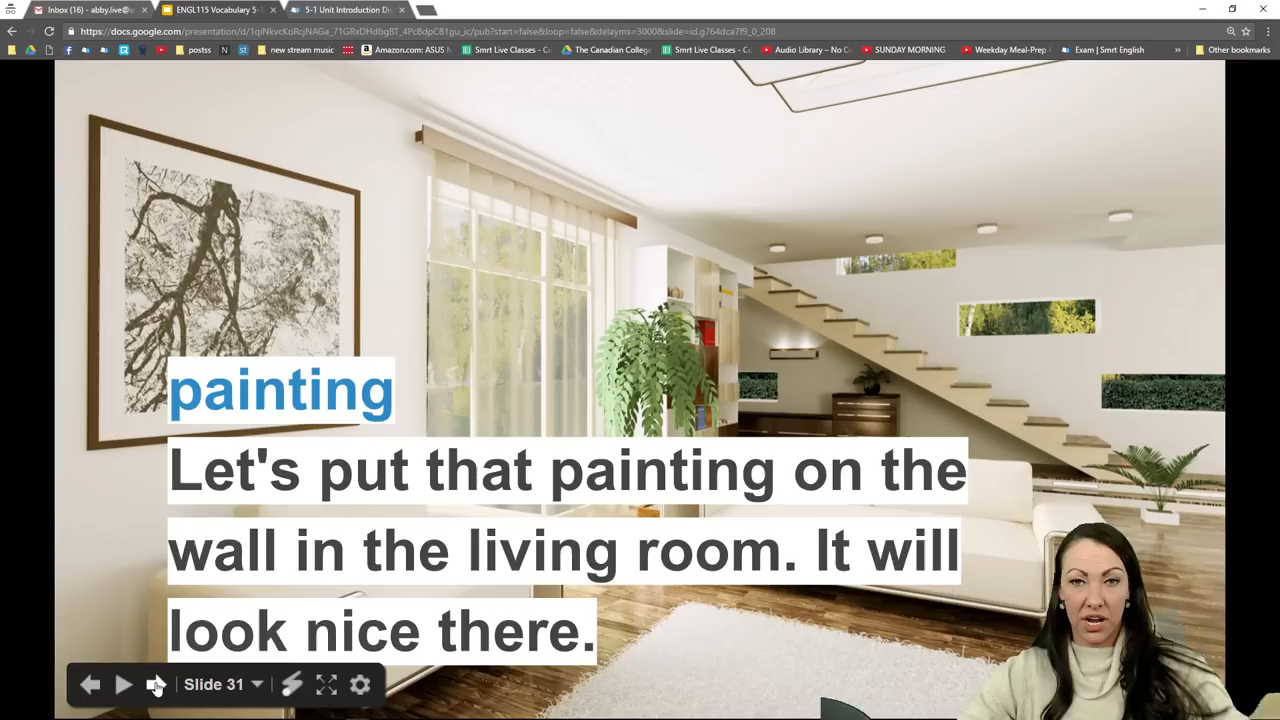 Inbox (16) - abby.live@s
ENGL115 Vocabulary 5-
5-1 Unit Introduction D
https://docs.google.com/presentation/d/1qiNkvcKoRcjNAGa_71GRxDHdbgBT_4PcBdpC81gu_ic/pub?start=false&loop=false&delayms=3000&slide=id.g764dca7f9_0_208
postss
new stream music
Amazon.com: ASUS
Smrt Live Classes - Co
The Canadian College
Smrt Live Classes - Co
Audio Library – No C
SUNDAY MORNING
Weekday Meal-Prep
Exam | Smrt English
»
Other bookmarks
painting
Let's put that painting on the
wall in the living room. It will
look nice there.
Slide 31